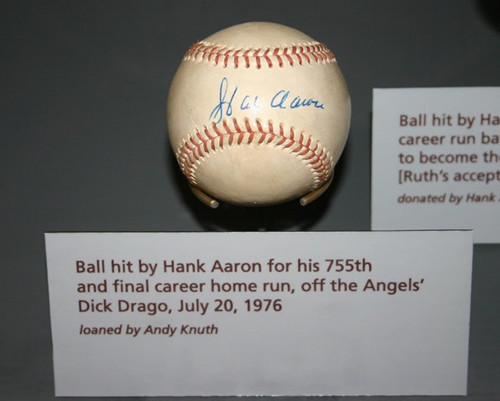 Hank Aaron
Ball hit by Ha
career run ba
to become the
[Ruth's accept
donated by Hank
Ball hit by Hank Aaron for his 755th
and final career home run, off the Angels'
Dick Drago, July 20, 1976
loaned by Andy Knuth